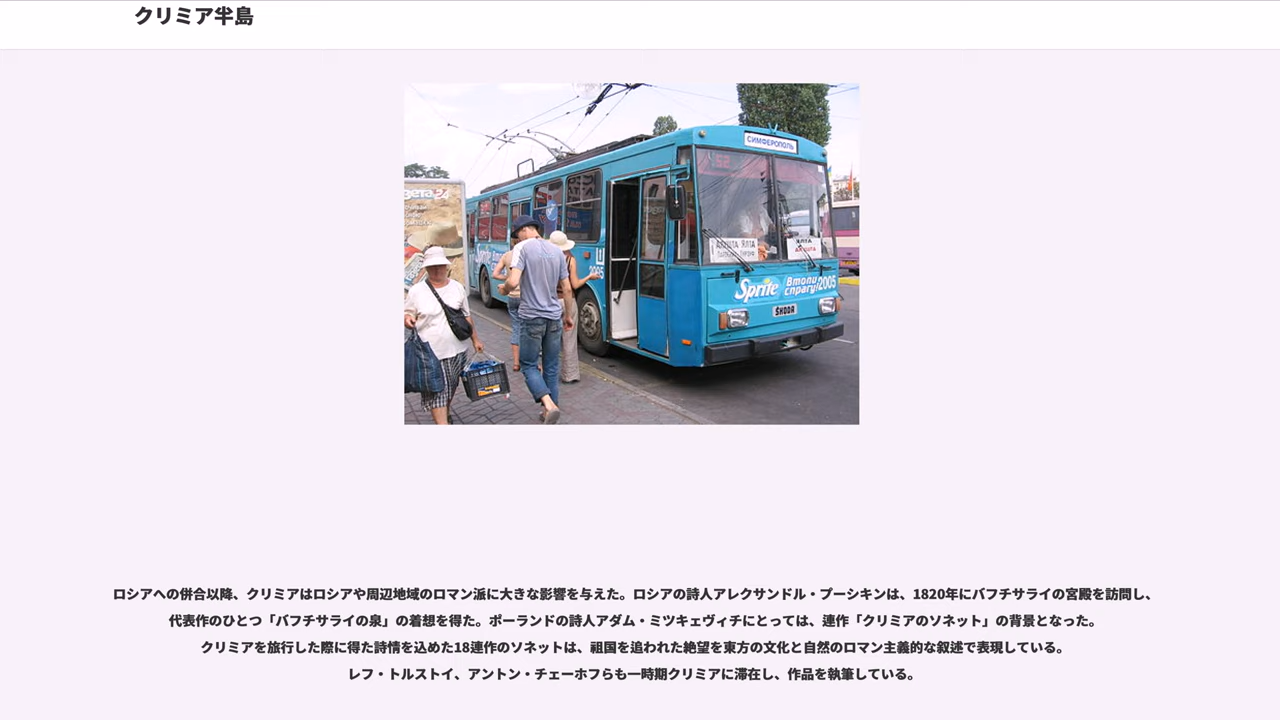 クリミア半島
СИМФЕРОПОЛЬ
52
ЯЛТА
ЯЛТА
АЛУШТА
2005
Sprite
Втопи
спрагу!
2005
ŠKODA
ロシアへの併合以降、クリミアはロシアや周辺地域のロマン派に大きな影響を与えた。ロシアの詩人アレクサンドル・プーシキンは、1820年にバフチサライの宮殿を訪問し、
代表作のひとつ「バフチサライの泉」の着想を得た。ポーランドの詩人アダム・ミツキェヴィチにとっては、連作「クリミアのソネット」の背景となった。
クリミアを旅行した際に得た詩情を込めた18連作のソネットは、祖国を追われた絶望を東方の文化と自然のロマン主義的な叙述で表現している。
レフ・トルストイ、アントン・チェーホフらも一時期クリミアに滞在し、作品を執筆している。